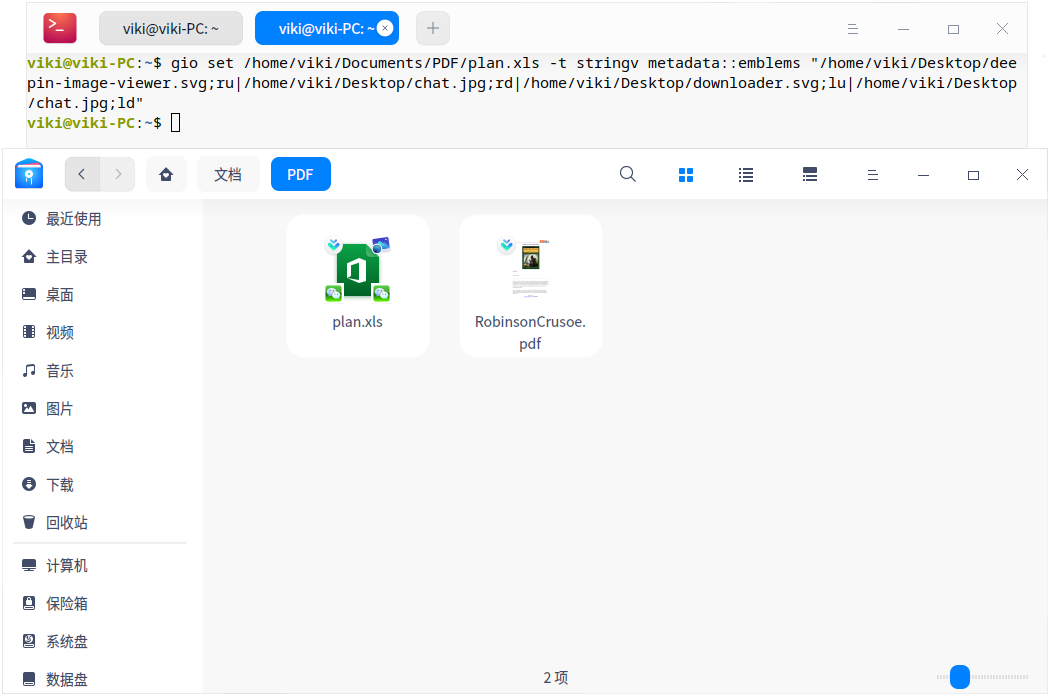 viki@viki-PC: ~
viki@viki-PC: ~
viki@viki-PC:~$ gio set /home/viki/Documents/PDF/plan.xls -t stringv metadata::emblems "/home/viki/Desktop/dee
pin-image-viewer.svg;ru|/home/viki/Desktop/chat.jpg;rd|/home/viki/Desktop/downloader.svg;lu|/home/viki/Desktop
/chat.jpg;ld"
viki@viki-PC:~$
文档
PDF
最近使用
主目录
桌面
视频
音乐
图片
文档
下载
回收站
计算机
保险箱
系统盘
数据盘
plan.xls
RobinsonCrusoe.
pdf
2 项